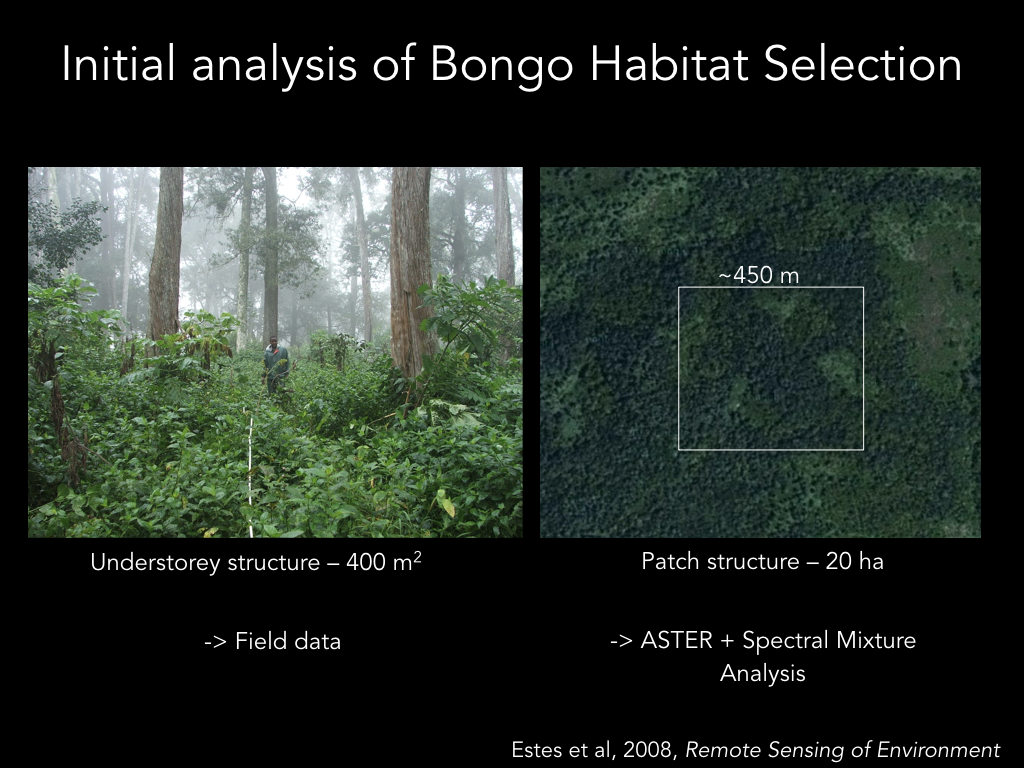 Initial analysis of Bongo Habitat Selection
~450 m
Understorey structure – 400 m²
Patch structure – 20 ha
-> Field data
-> ASTER + Spectral Mixture
Analysis
Estes et al, 2008, Remote Sensing of Environment